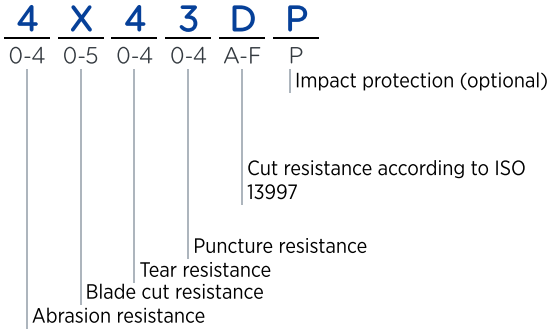 4 X 4 3 D P
0-4 0-5 0-4 0-4 A-F P
Impact protection (optional)
Cut resistance according to ISO
13997
Puncture resistance
Tear resistance
Blade cut resistance
Abrasion resistance